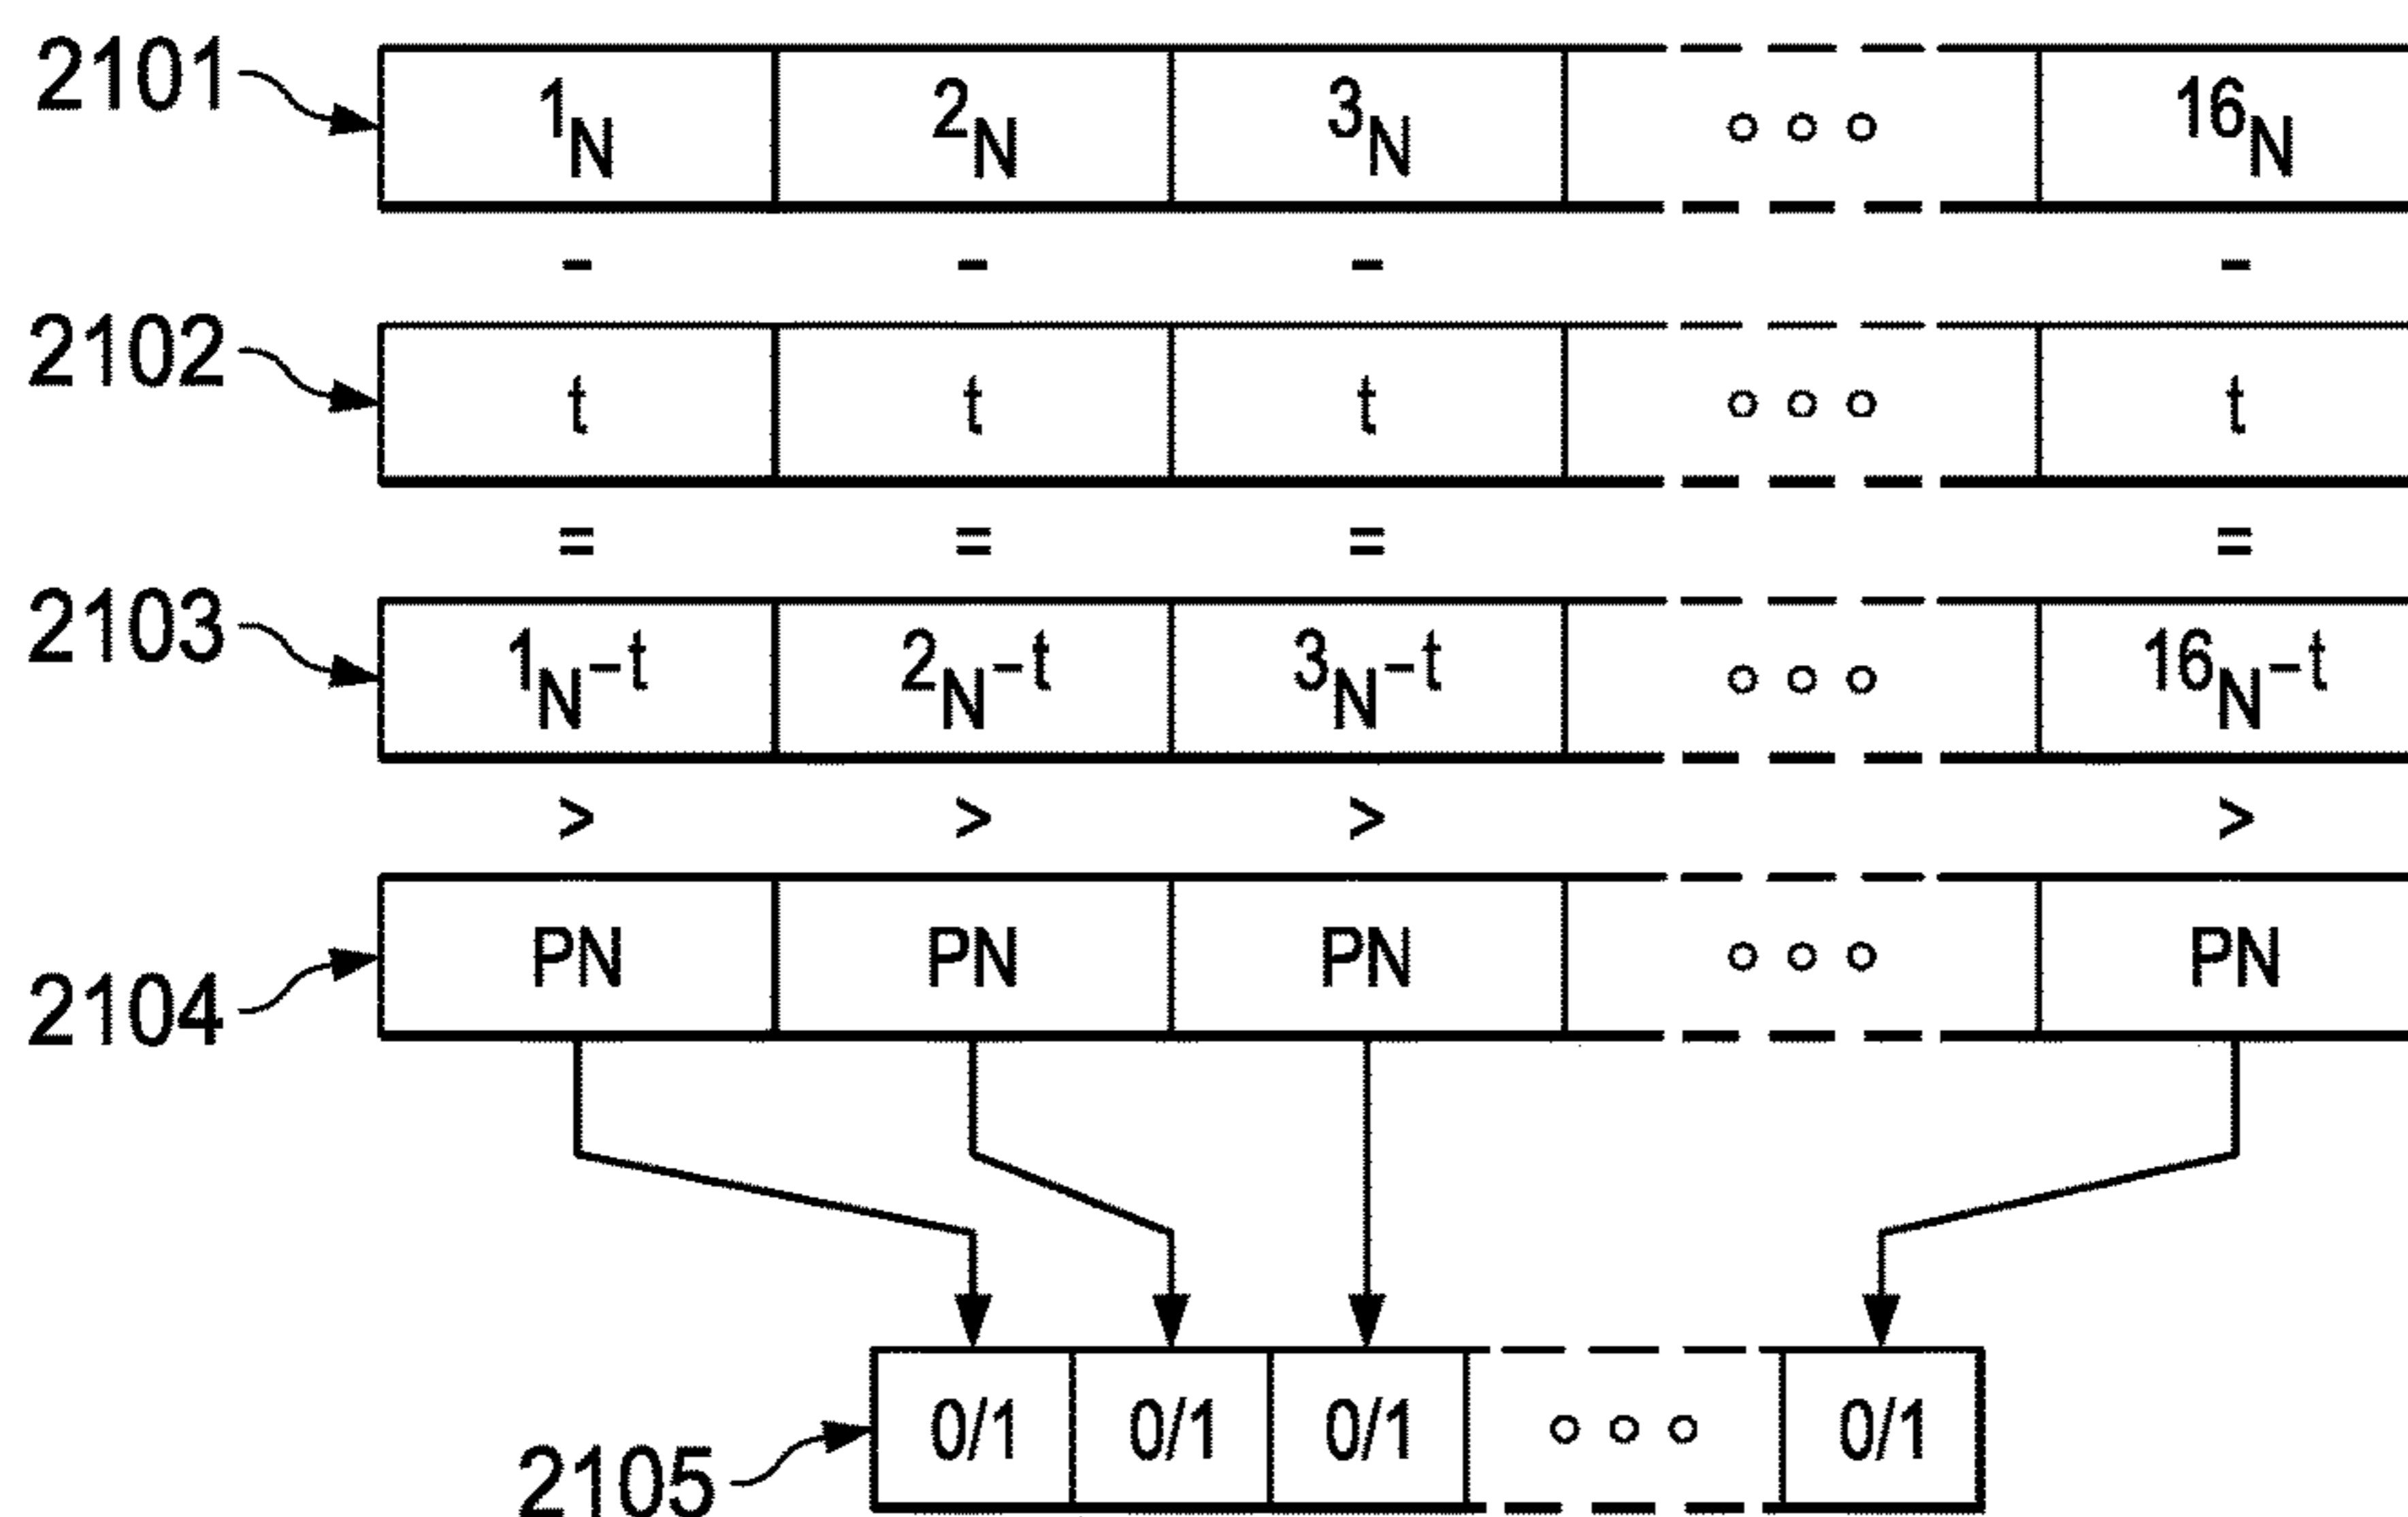 2101 1N 2N 3N ○ ○ ○ 16N
- - - -
2102 t t t ○ ○ ○ t
= = = =
2103 1N-t 2N-t 3N-t ○ ○ ○ 16N-t
> > > >
2104 PN PN PN ○ ○ ○ PN
2105 0/1 0/1 0/1 ○ ○ ○ 0/1